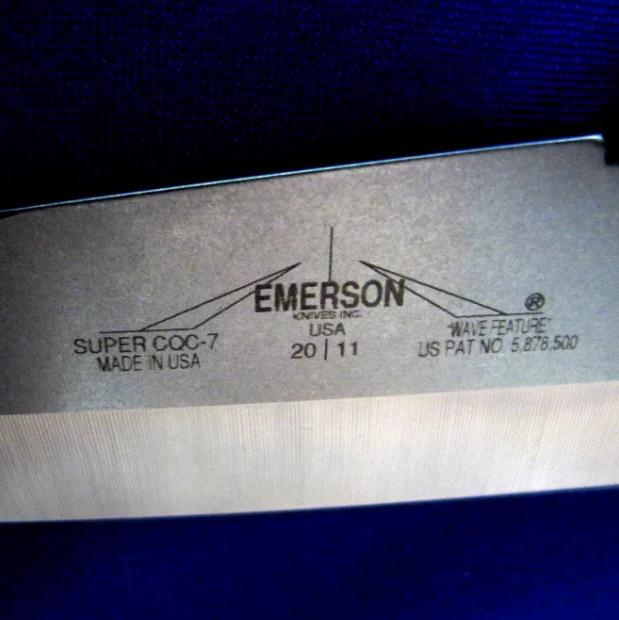 EMERSON
KNIVES INC.
USA
20 | 11
SUPER CQC-7
MADE IN USA
®
"WAVE FEATURE"
US PAT NO. 5,878,500